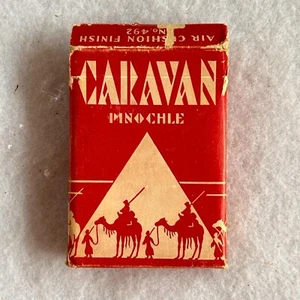 AIR CUSHION FINISH
No 492
CARAVAN
PINOCHLE